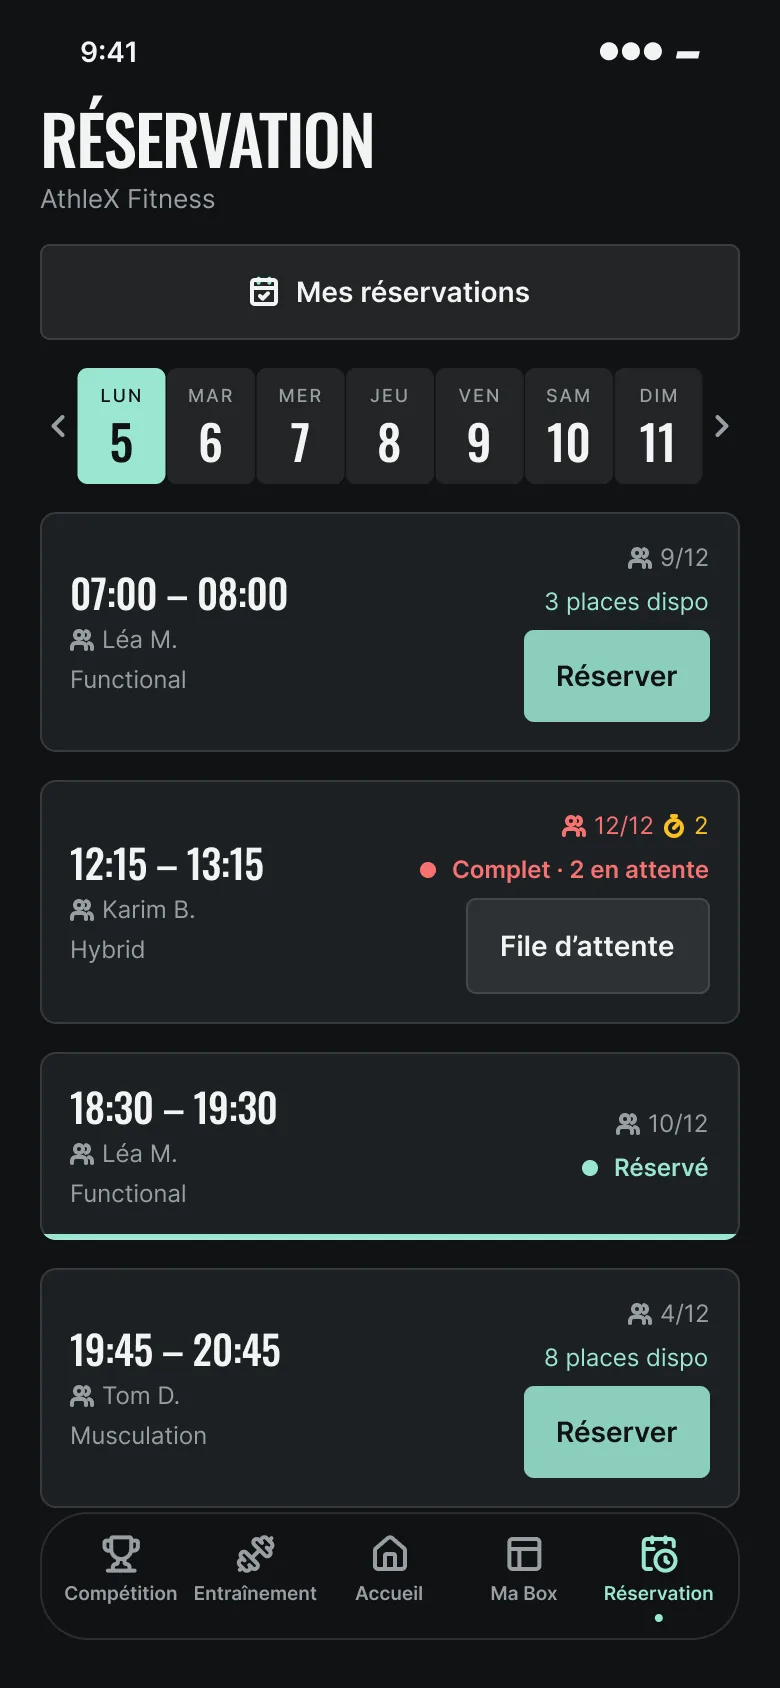 9:41
RÉSERVATION
AthleX Fitness
Mes réservations
LUN MAR MER JEU VEN SAM DIM
5 6 7 8 9 10 11
9/12
07:00 – 08:00
3 places dispo
Léa M.
Functional
Réserver
12/12 2
12:15 – 13:15
Complet · 2 en attente
Karim B.
Hybrid
File d’attente
18:30 – 19:30
10/12
Léa M.
Réservé
Functional
4/12
19:45 – 20:45
8 places dispo
Tom D.
Musculation
Réserver
Compétition Entraînement Accueil Ma Box Réservation